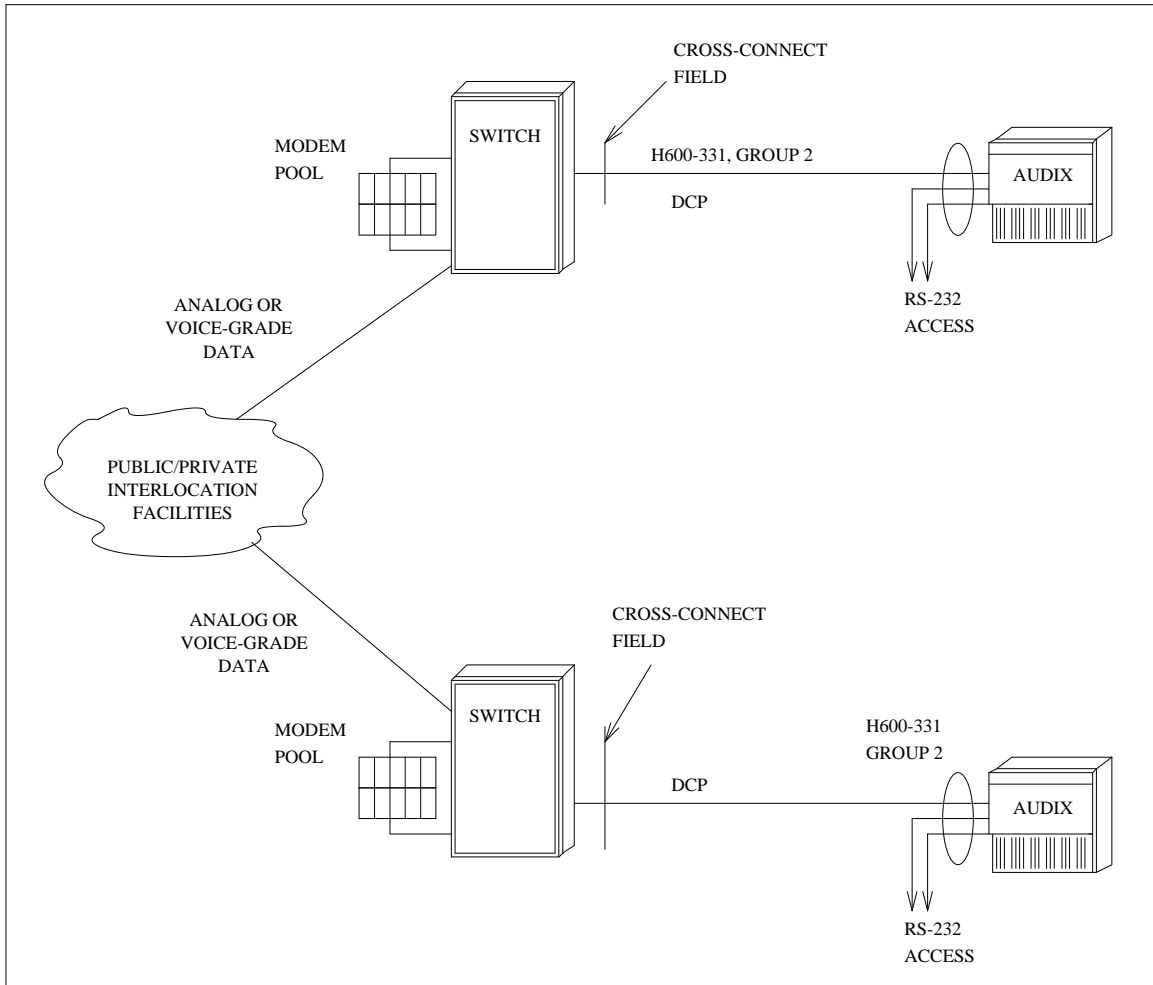 CROSS-CONNECT
FIELD
SWITCH
MODEM
POOL
H600-331, GROUP 2
DCP
AUDIX
RS-232
ACCESS
ANALOG OR
VOICE-GRADE
DATA
PUBLIC/PRIVATE
INTERLOCATION
FACILITIES
ANALOG OR
VOICE-GRADE
DATA
CROSS-CONNECT
FIELD
SWITCH
MODEM
POOL
H600-331
GROUP 2
DCP
AUDIX
RS-232
ACCESS